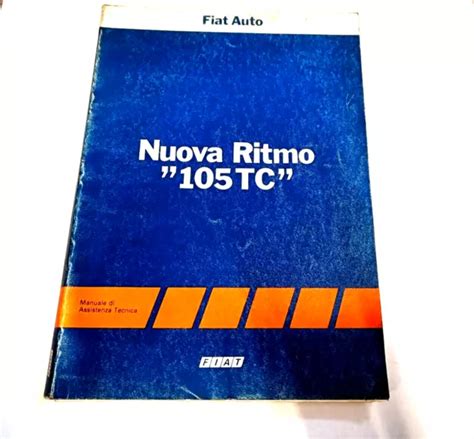 Fiat Auto
Nuova Ritmo
”105 TC”
Manuale di
Assistenza Tecnica
FIAT